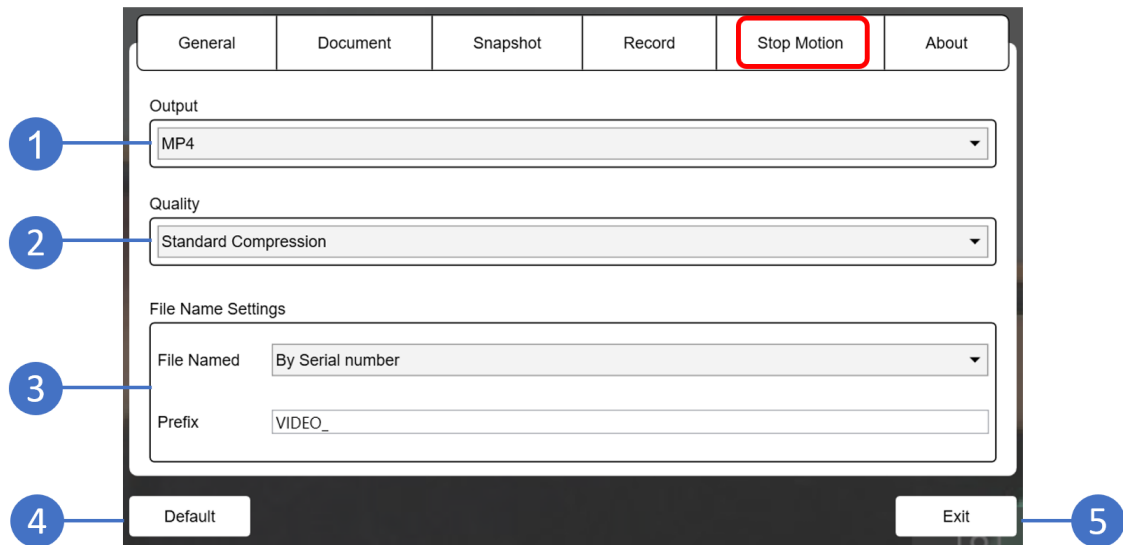 General Document Snapshot Record Stop Motion About
Output
1 MP4
Quality
2 Standard Compression
File Name Settings
File Named By Serial number
3
Prefix VIDEO_
4 Default Exit 5